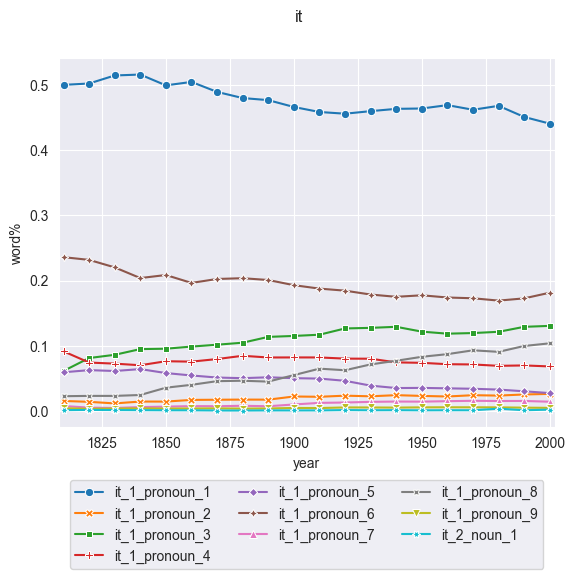 it
0.5
0.4
0.3
0.2
0.1
0.0
word%
1825 1850 1875 1900 1925 1950 1975 2000
year
it_1_pronoun_1 it_1_pronoun_5 it_1_pronoun_8
it_1_pronoun_2 it_1_pronoun_6 it_1_pronoun_9
it_1_pronoun_3 it_1_pronoun_7 it_2_noun_1
it_1_pronoun_4